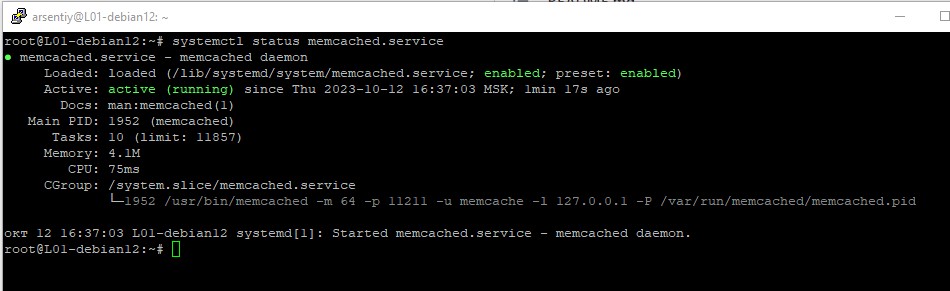 arsentiy@L01-debian12: ~
root@L01-debian12:~# systemctl status memcached.service
● memcached.service - memcached daemon
Loaded: loaded (/lib/systemd/system/memcached.service; enabled; preset: enabled)
Active: active (running) since Thu 2023-10-12 16:37:03 MSK; 1min 17s ago
Docs: man:memcached(1)
Main PID: 1952 (memcached)
Tasks: 10 (limit: 11857)
Memory: 4.1M
CPU: 75ms
CGroup: /system.slice/memcached.service
└─1952 /usr/bin/memcached -m 64 -p 11211 -u memcache -l 127.0.0.1 -P /var/run/memcached/memcached.pid
окт 12 16:37:03 L01-debian12 systemd[1]: Started memcached.service - memcached daemon.
root@L01-debian12:~#